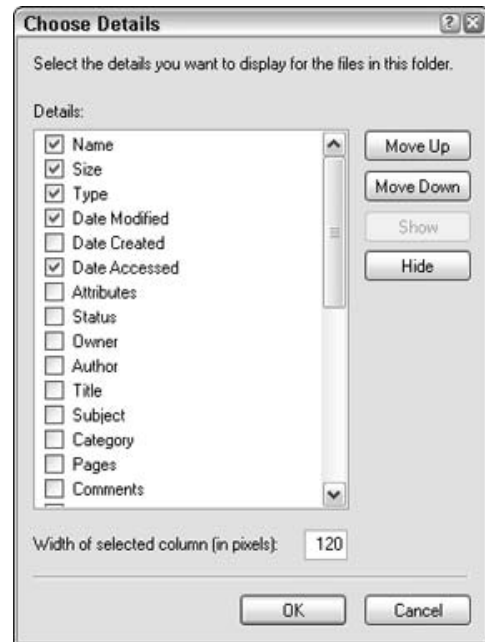 Choose Details
Select the details you want to display for the files in this folder.
Details:
Name
Size
Type
Date Modified
Date Created
Date Accessed
Attributes
Status
Owner
Author
Title
Subject
Category
Pages
Comments
Move Up
Move Down
Show
Hide
Width of selected column (in pixels): 120
OK Cancel